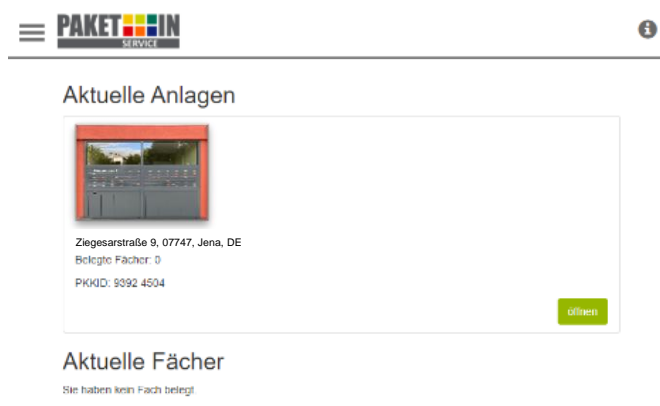 PAKET IN
SERVICE
Aktuelle Anlagen
Ziegesarstraße 9, 07747, Jena, DE
Belegte Fächer: 0
PKKID: 9392 4504
öffnen
Aktuelle Fächer
Sie haben kein Fach belegt.